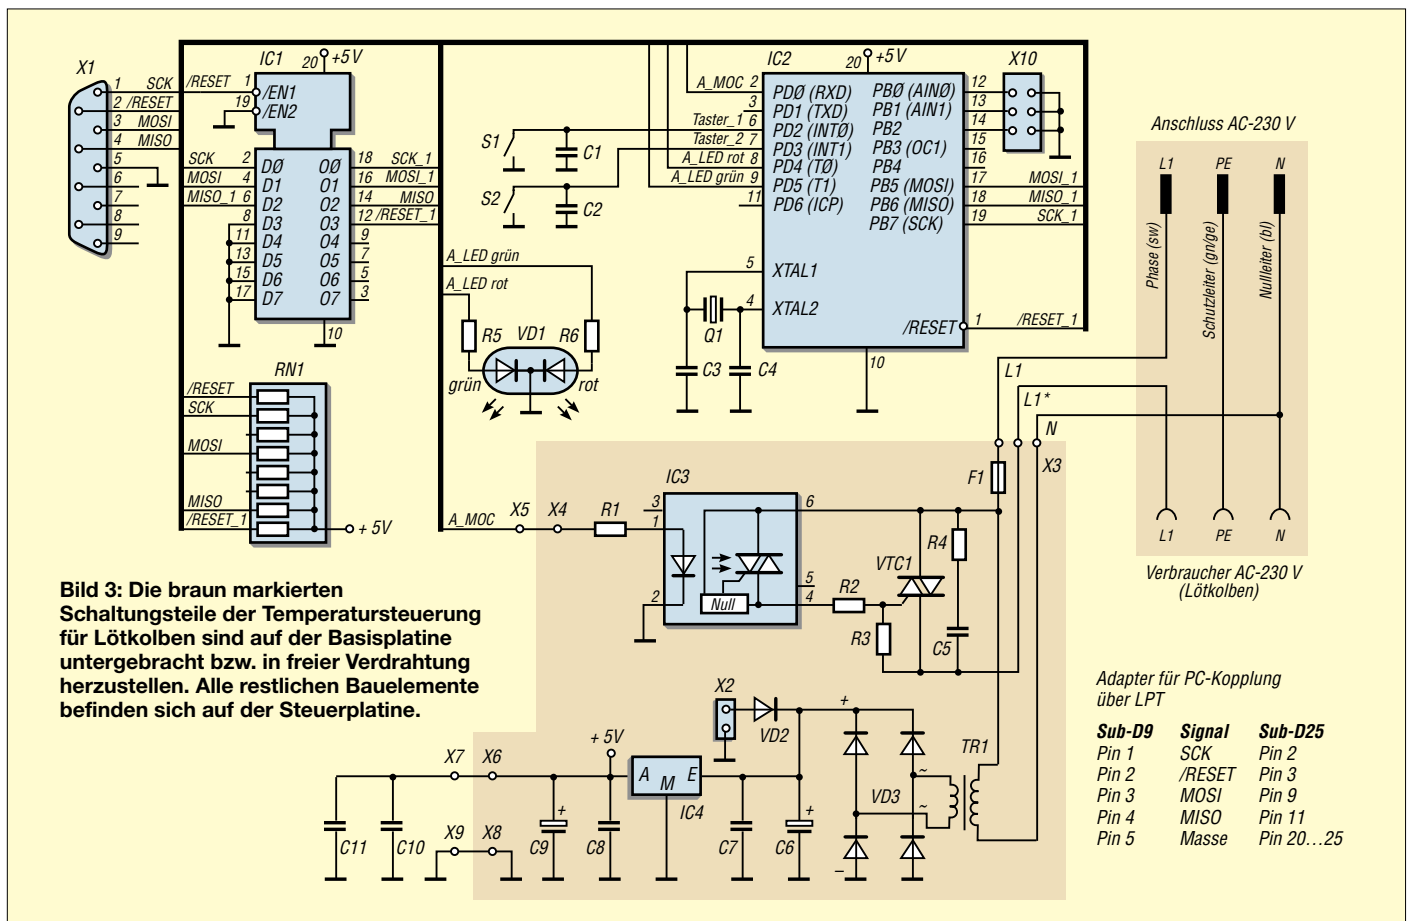 X1
1 SCK
2 /RESET
3 MOSI
4 MISO
5
6
7
8
9
IC1
20 +5V
/RESET 1 /EN1
19 /EN2
SCK 2 DØ OØ 18 SCK_1
MOSI 4 D1 O1 16 MOSI_1
MISO_1 6 D2 O2 14 MISO
8 D3 O3 12 /RESET_1
11 D4 O4 9
13 D5 O5 7
15 D6 O6 5
17 D7 O7 3
10
RN1
/RESET
SCK
MOSI
MISO
/RESET_1
+ 5V
S1
C1
S2
C2
A_LED grün
A_LED rot
R5 VD1 R6
grün rot
IC2
20 +5V
A_MOC 2 PDØ (RXD) PBØ (AINØ) 12
3 PD1 (TXD) PB1 (AIN1) 13
Taster_1 6 PD2 (INTØ) PB2 14
Taster_2 7 PD3 (INT1) PB3 (OC1) 15
A_LED rot 8 PD4 (TØ) PB4 16
A_LED grün 9 PD5 (T1) PB5 (MOSI) 17 MOSI_1
11 PD6 (ICP) PB6 (MISO) 18 MISO_1
PB7 (SCK) 19 SCK_1
5 XTAL1
4 XTAL2
/RESET 1 /RESET_1
10
Q1
C3 C4
X10
Anschluss AC-230 V
L1 PE N
Phase (sw)
Schutzleiter (gn/ge)
Nullleiter (bl)
L1 PE N
Verbraucher AC-230 V
(Lötkolben)
L1
L1*
N
X3
F1
A_MOC X5 X4 R1
IC3
3
1
2
6
5
4
Null
R2
R3
VTC1
R4
C5
Bild 3: Die braun markierten
Schaltungsteile der Temperatursteuerung
für Lötkolben sind auf der Basisplatine
untergebracht bzw. in freier Verdrahtung
herzustellen. Alle restlichen Bauelemente
befinden sich auf der Steuerplatine.
X2
VD2
+
TR1
~
~
VD3
–
X7 X6
+ 5V
A M E
IC4
+
+
C11 C10
X9 X8
C9 C8 C7 C6
Adapter für PC-Kopplung
über LPT
Sub-D9 Signal Sub-D25
Pin 1 SCK Pin 2
Pin 2 /RESET Pin 3
Pin 3 MOSI Pin 9
Pin 4 MISO Pin 11
Pin 5 Masse Pin 20...25